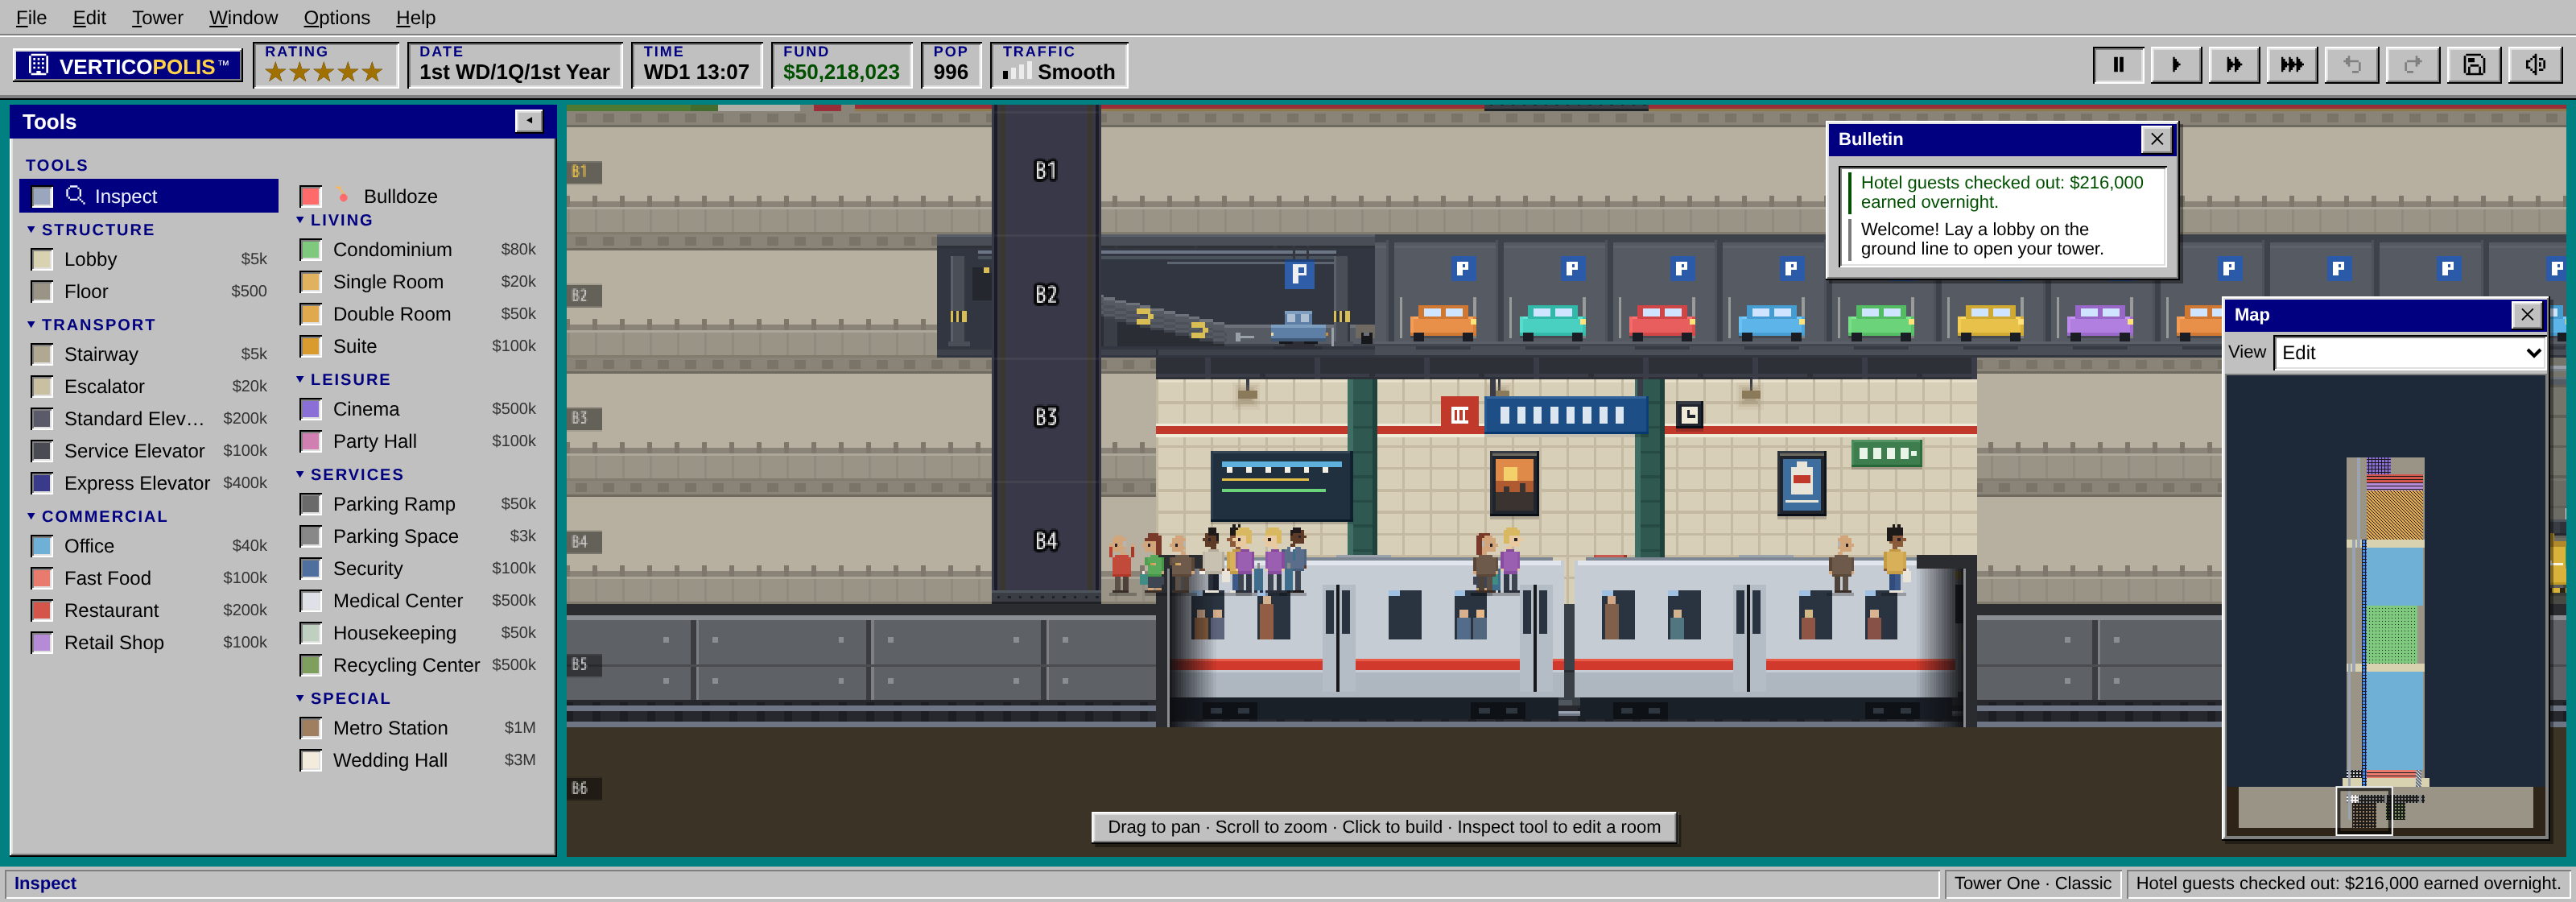 File Edit Tower Window Options Help
VERTICOPOLIS™
RATING
★★★★★
DATE
1st WD/1Q/1st Year
TIME
WD1 13:07
FUND
$50,218,023
POP
996
TRAFFIC
Smooth
Tools
TOOLS
Inspect
STRUCTURE
Lobby $5k
Floor $500
TRANSPORT
Stairway $5k
Escalator $20k
Standard Elev… $200k
Service Elevator $100k
Express Elevator $400k
COMMERCIAL
Office $40k
Fast Food $100k
Restaurant $200k
Retail Shop $100k
Bulldoze
LIVING
Condominium $80k
Single Room $20k
Double Room $50k
Suite $100k
LEISURE
Cinema $500k
Party Hall $100k
SERVICES
Parking Ramp $50k
Parking Space $3k
Security $100k
Medical Center $500k
Housekeeping $50k
Recycling Center $500k
SPECIAL
Metro Station $1M
Wedding Hall $3M
B1 B1
B2 B2
P P P P P P P P P
B3 B3
B4 B4
B5
B6
Bulletin
Hotel guests checked out: $216,000
earned overnight.
Welcome! Lay a lobby on the
ground line to open your tower.
Map
View Edit
Drag to pan · Scroll to zoom · Click to build · Inspect tool to edit a room
Inspect
Tower One · Classic
Hotel guests checked out: $216,000 earned overnight.